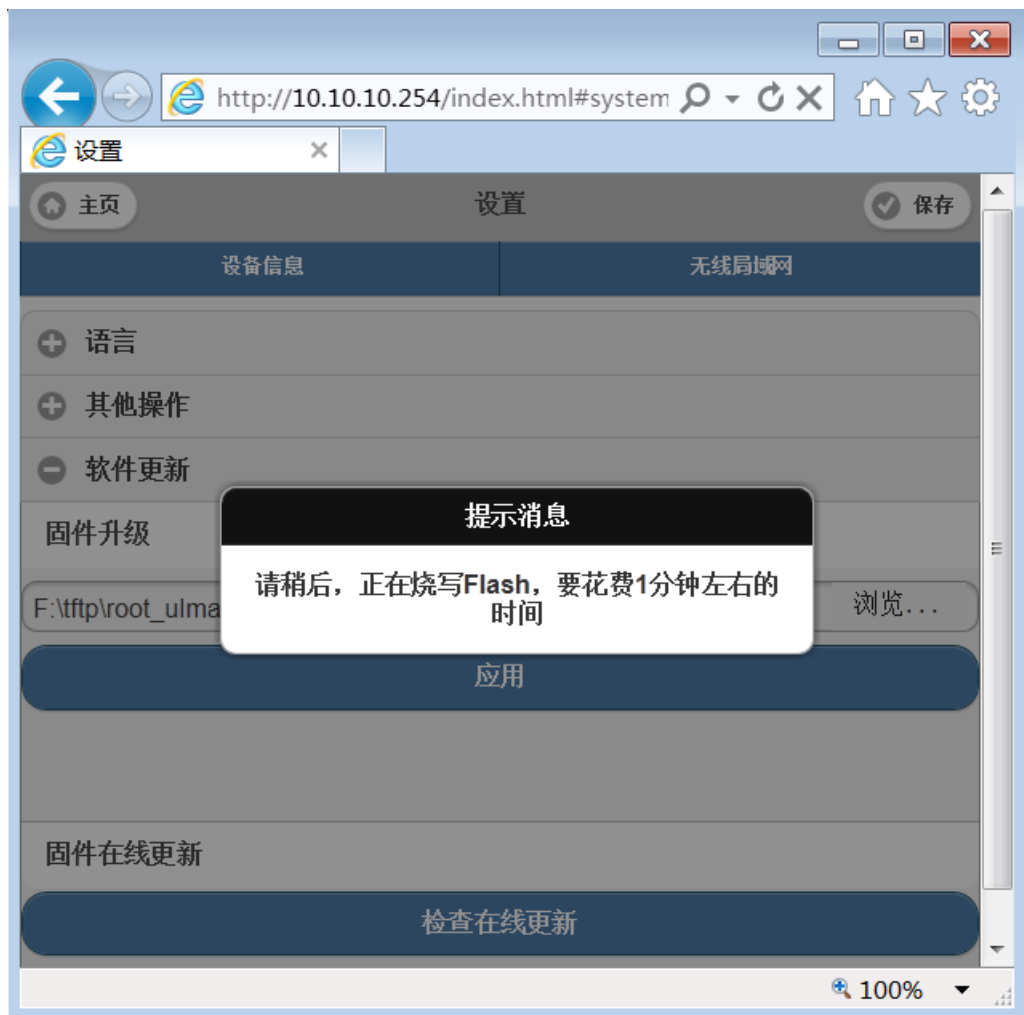 http://10.10.10.254/index.html#system
设置
主页
设置
保存
设备信息
无线局域网
语言
其他操作
软件更新
提示消息
固件升级
请稍后，正在烧写Flash，要花费1分钟左右的
时间
F:\tftp\root_ulma
浏览...
应用
固件在线更新
检查在线更新
100%